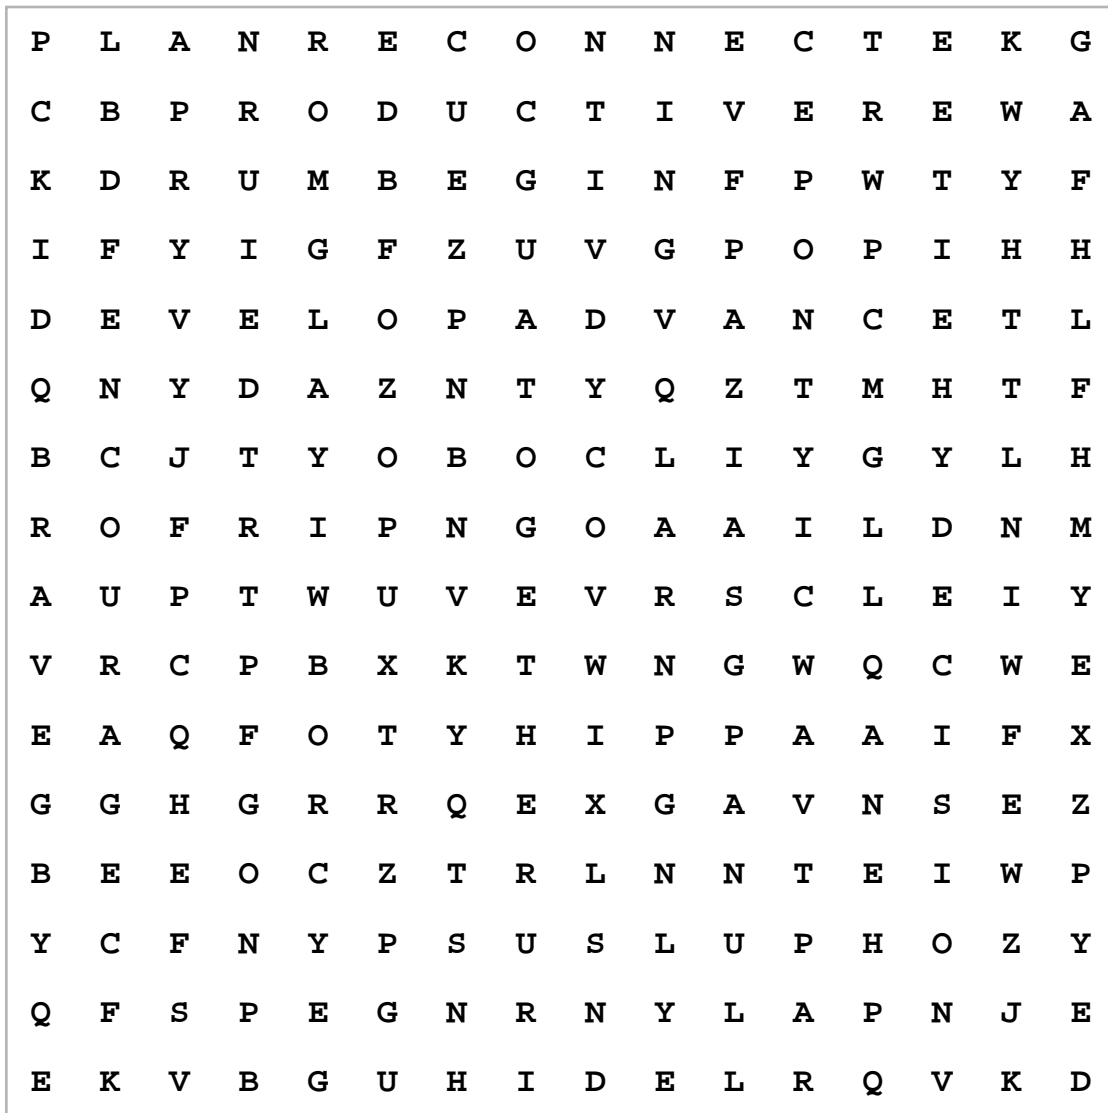 P L A N R E C O N N E C T E K G
C B P R O D U C T I V E R E W A
K D R U M B E G I N F P W T Y F
I F Y I G F Z U V G P O P I H H
D E V E L O P A D V A N C E T L
Q N Y D A Z N T Y Q Z T M H T F
B C J T Y O B O C L I Y G Y L H
R O F R I P N G O A A I L D N M
A U P T W U V E V R S C L E I Y
V R C P B X K T W N G W Q C W E
E A Q F O T Y H I P P A A I F X
G G H G R R Q E X G A V N S E Z
B E E O C Z T R L N N T E I W P
Y C F N Y P S U S L U P H O Z Y
Q F S P E G N R N Y L A P N J E
E K V B G U H I D E L R Q V K D